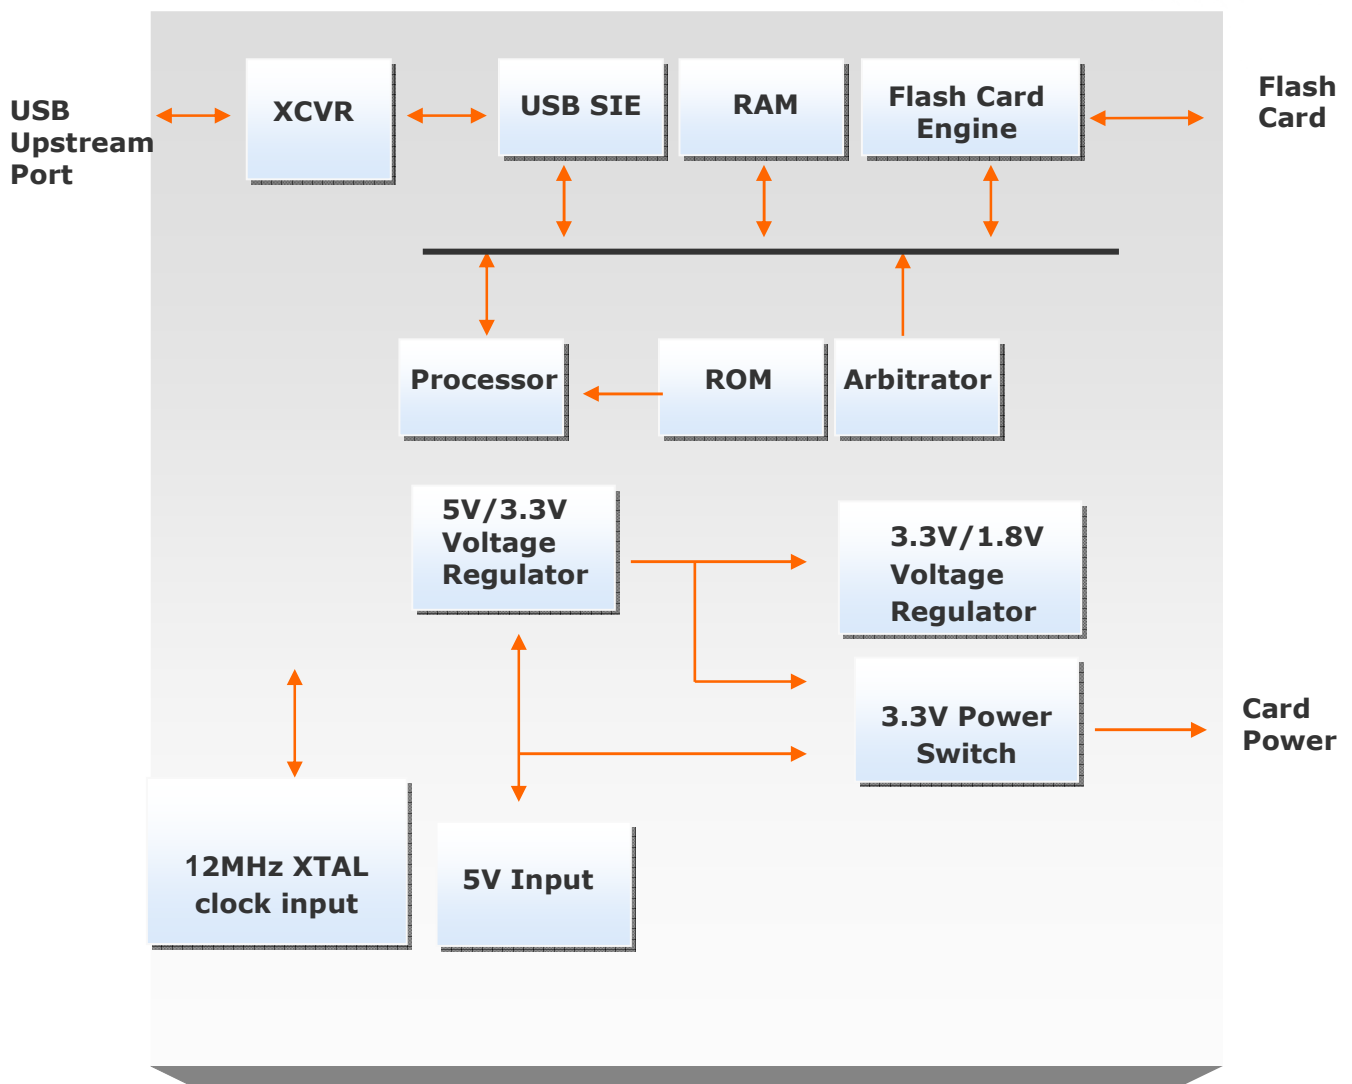 USB
Upstream
Port
XCVR
USB SIE
RAM
Flash Card
Engine
Flash
Card
Processor
ROM
Arbitrator
5V/3.3V
Voltage
Regulator
3.3V/1.8V
Voltage
Regulator
3.3V Power
Switch
Card
Power
12MHz XTAL
clock input
5V Input